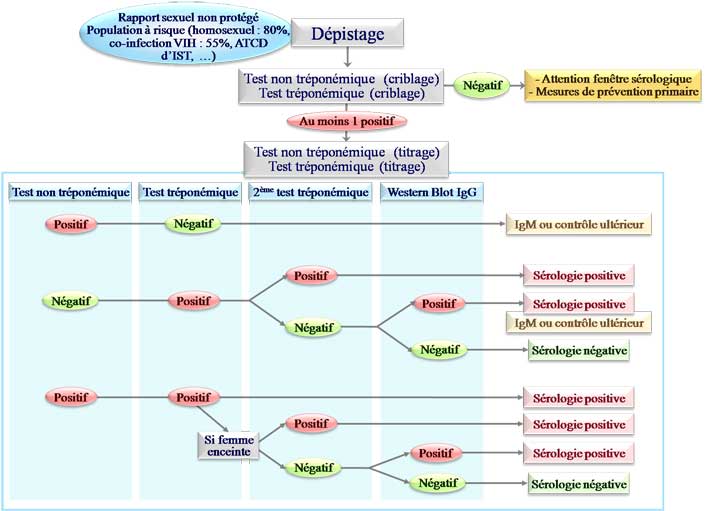 Rapport sexuel non protégé
Population à risque (homosexuel : 80%,
co-infection VIH : 55%, ATCD
d'IST, …)
Dépistage
Test non tréponémique (criblage)
Test tréponémique (criblage)
Négatif
- Attention fenêtre sérologique
- Mesures de prévention primaire
Au moins 1 positif
Test non tréponémique (titrage)
Test tréponémique (titrage)
Test non tréponémique
Test tréponémique
2ème test tréponémique
Western Blot IgG
Positif
Négatif
IgM ou contrôle ultérieur
Positif
Sérologie positive
Négatif
Positif
Positif
Sérologie positive
Négatif
IgM ou contrôle ultérieur
Négatif
Sérologie négative
Positif
Positif
Sérologie positive
Positif
Sérologie positive
Si femme
enceinte
Positif
Sérologie positive
Négatif
Négatif
Sérologie négative